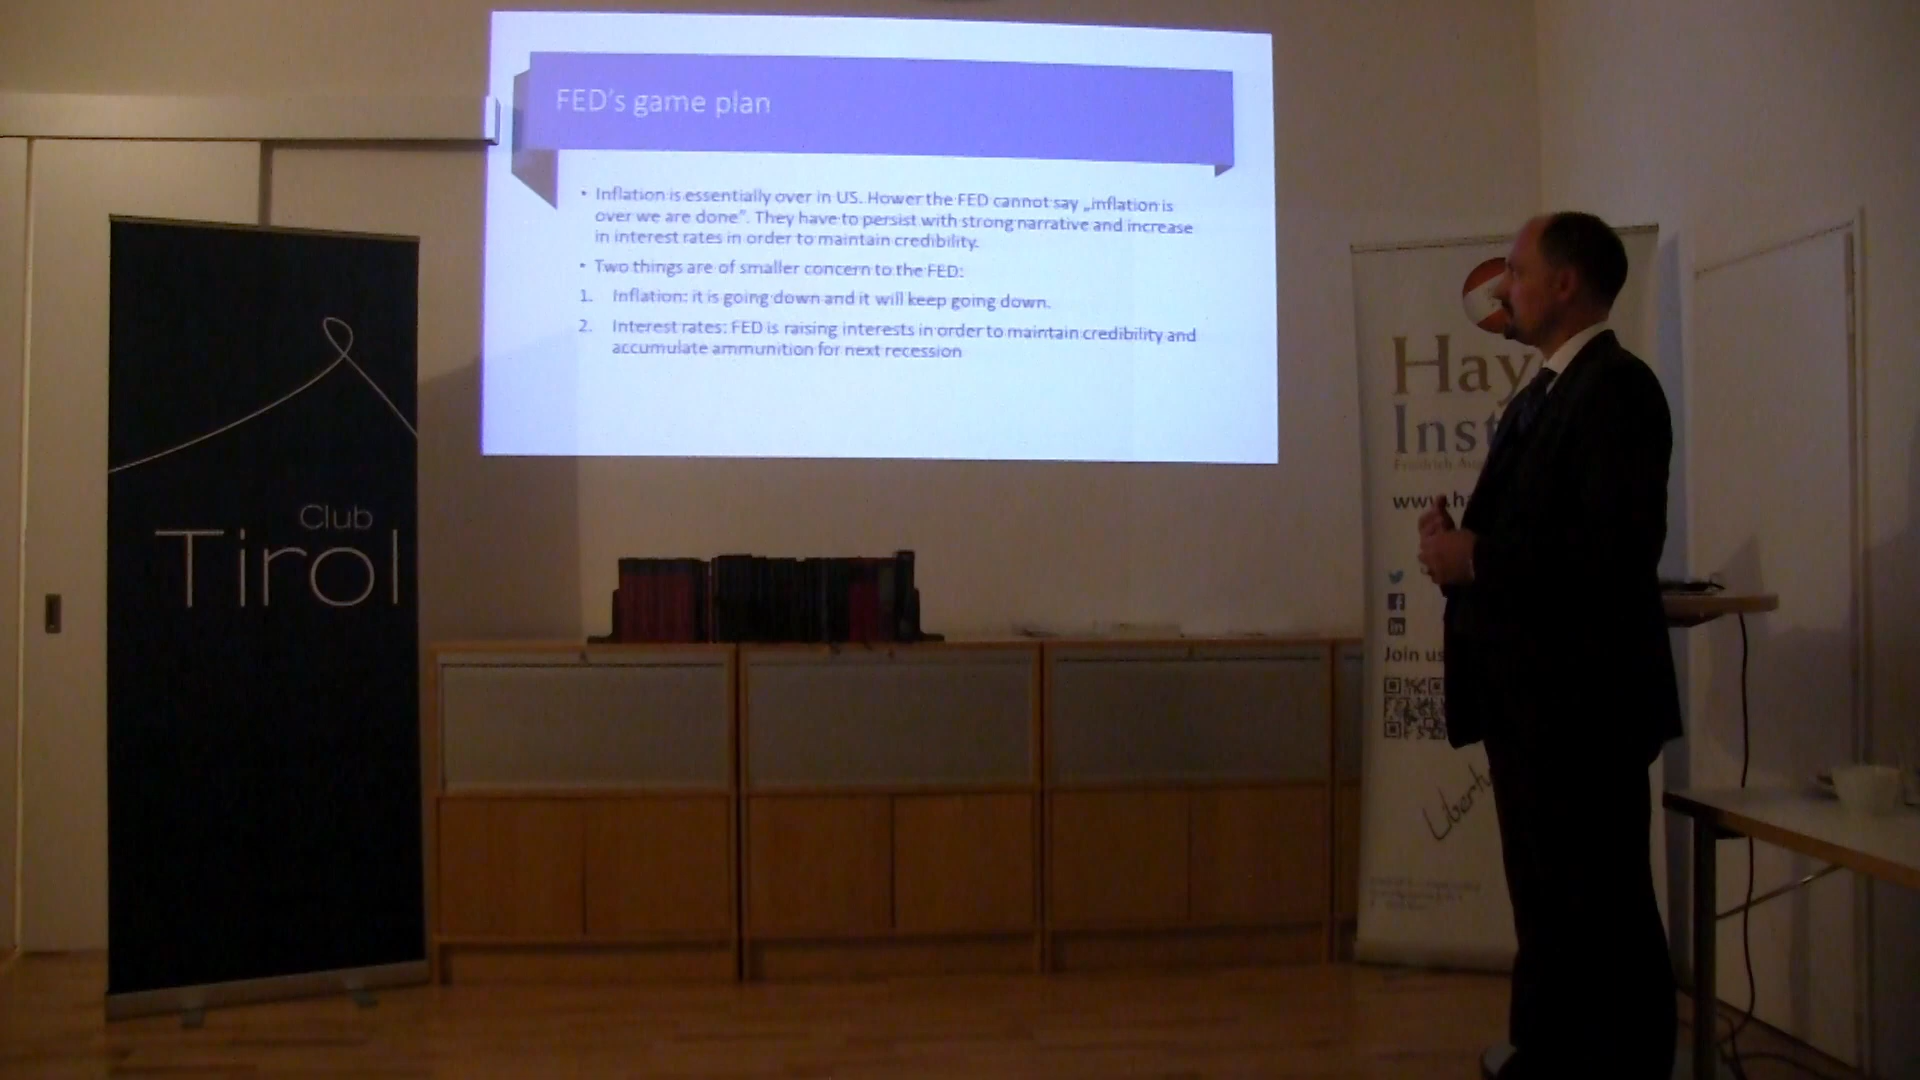 FED's game plan
• Inflation is essentially over in US. Hower the FED cannot say „inflation is
over we are done". They have to persist with strong narrative and increase
in interest rates in order to maintain credibility.
• Two things are of smaller concern to the FED:
1. Inflation: it is going down and it will keep going down.
2. Interest rates: FED is raising interests in order to maintain credibility and
accumulate ammunition for next recession
Club
Tirol
Hay
Inst
Friedrich
www.ha
in
Join us